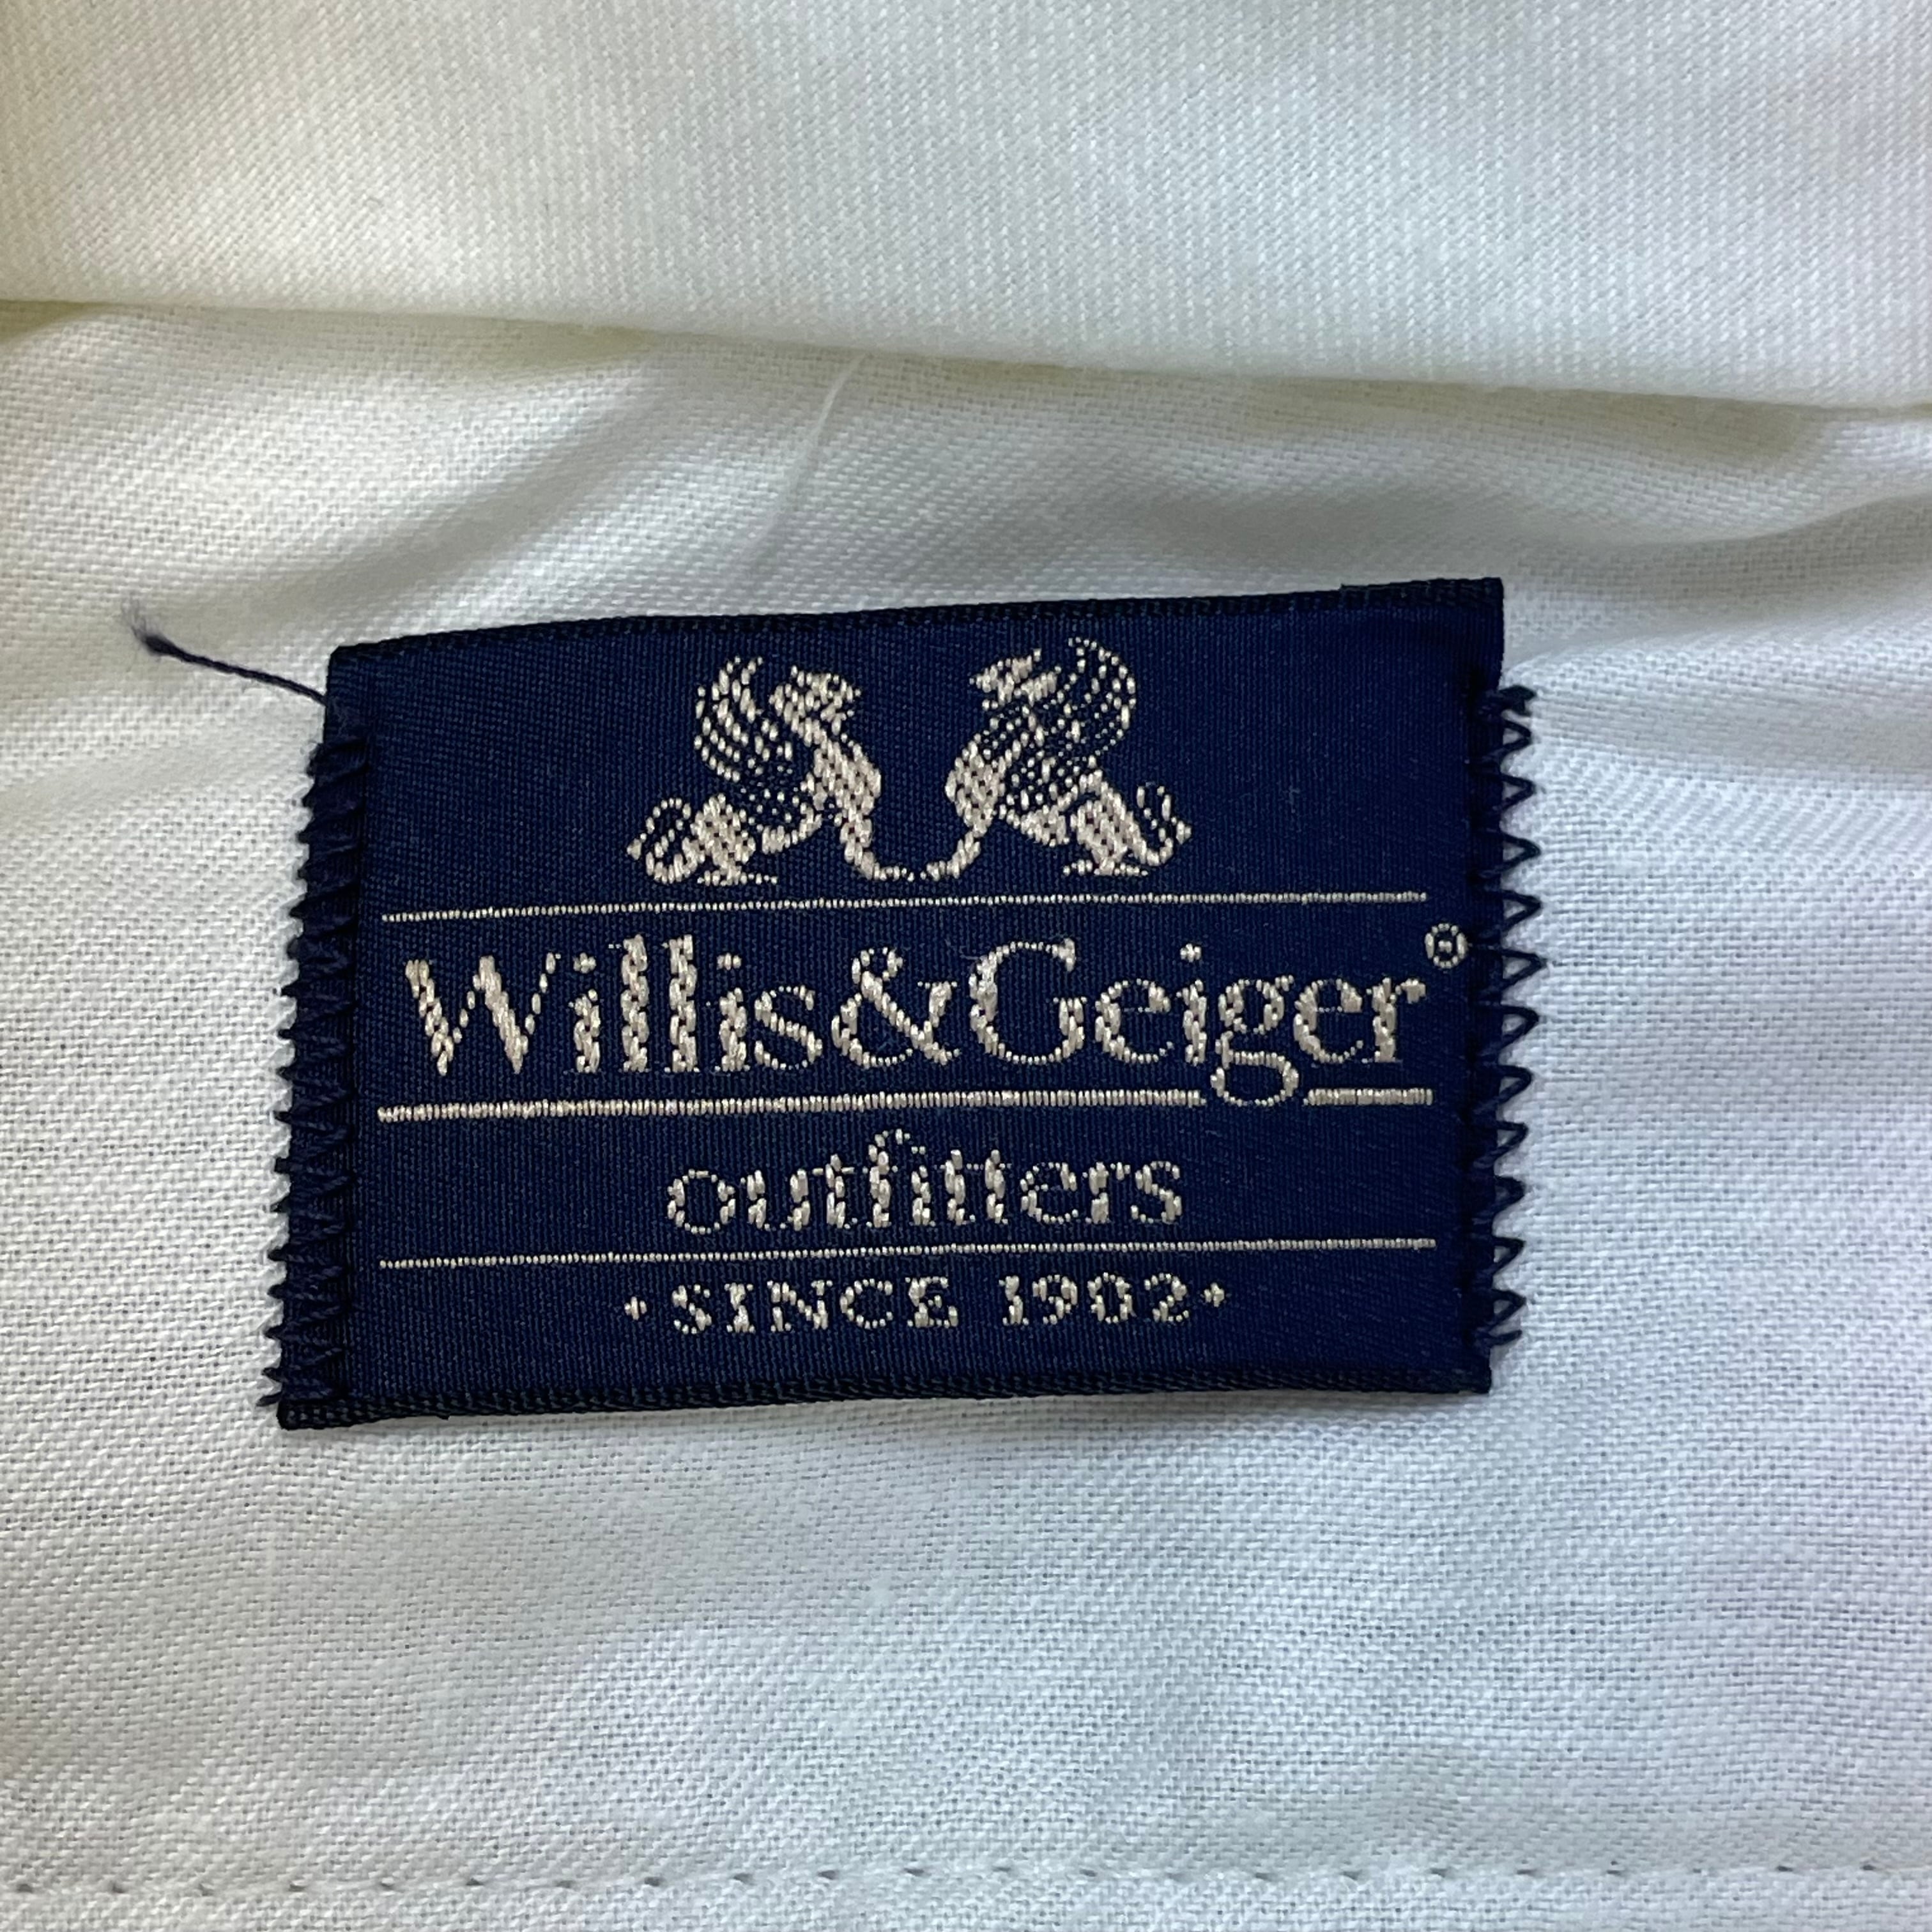 Willis&Geiger®
outfitters
·SINCE 1902·